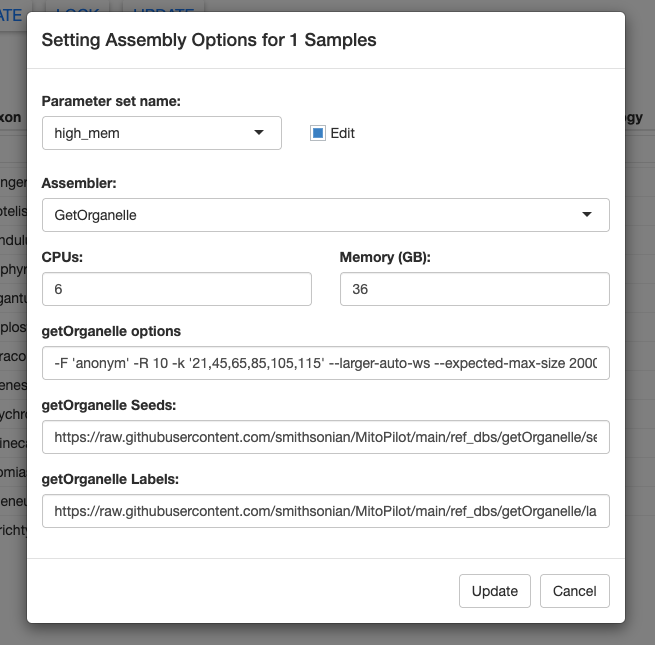 LOCK
UPDATE
Setting Assembly Options for 1 Samples
Parameter set name:
high_mem
Edit
Assembler:
GetOrganelle
CPUs:
Memory (GB):
6
36
getOrganelle options
-F 'anonym' -R 10 -k '21,45,65,85,105,115' --larger-auto-ws --expected-max-size 2000
getOrganelle Seeds:
https://raw.githubusercontent.com/smithsonian/MitoPilot/main/ref_dbs/getOrganelle/se
getOrganelle Labels:
https://raw.githubusercontent.com/smithsonian/MitoPilot/main/ref_dbs/getOrganelle/la
Update
Cancel